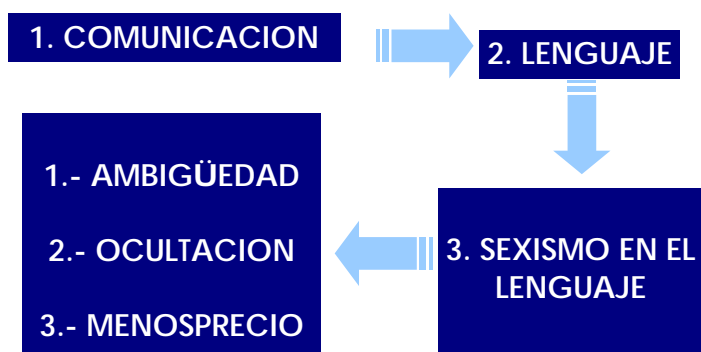 1. COMUNICACION
2. LENGUAJE
3. SEXISMO EN EL
LENGUAJE
1.- AMBIGÜEDAD
2.- OCULTACION
3.- MENOSPRECIO